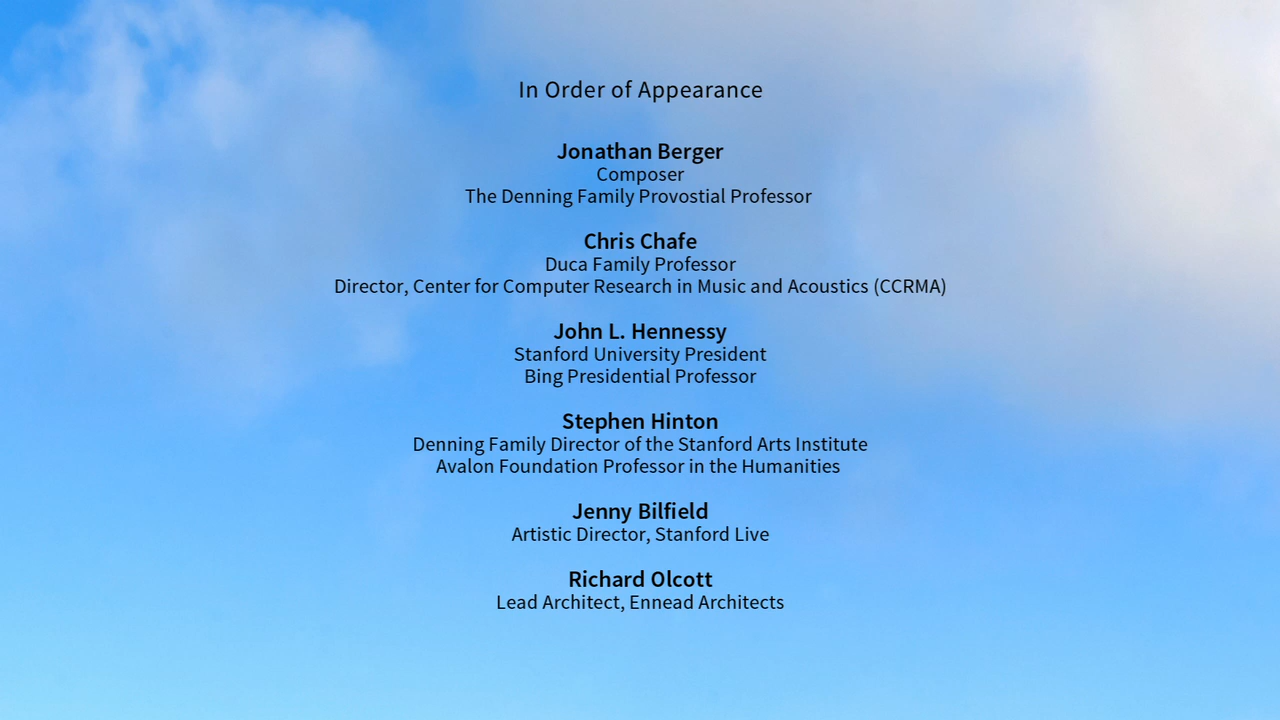 In Order of Appearance
Jonathan Berger
Composer
The Denning Family Provostial Professor
Chris Chafe
Duca Family Professor
Director, Center for Computer Research in Music and Acoustics (CCRMA)
John L. Hennessy
Stanford University President
Bing Presidential Professor
Stephen Hinton
Denning Family Director of the Stanford Arts Institute
Avalon Foundation Professor in the Humanities
Jenny Bilfield
Artistic Director, Stanford Live
Richard Olcott
Lead Architect, Ennead Architects